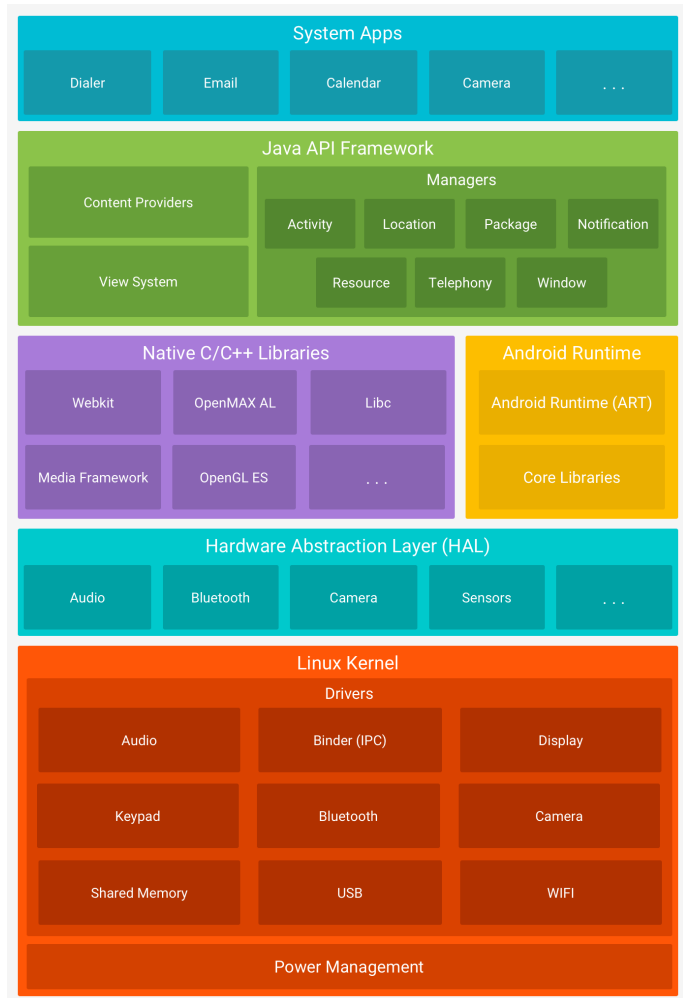 System Apps
Dialer
Email
Calendar
Camera
. . .
Java API Framework
Content Providers
View System
Managers
Activity
Location
Package
Notification
Resource
Telephony
Window
Native C/C++ Libraries
Webkit
OpenMAX AL
Libc
Media Framework
OpenGL ES
. . .
Android Runtime
Android Runtime (ART)
Core Libraries
Hardware Abstraction Layer (HAL)
Audio
Bluetooth
Camera
Sensors
. . .
Linux Kernel
Drivers
Audio
Binder (IPC)
Display
Keypad
Bluetooth
Camera
Shared Memory
USB
WIFI
Power Management